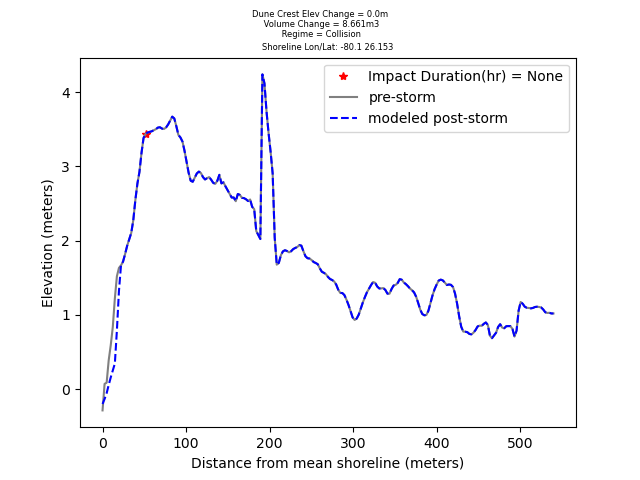 Dune Crest Elev Change = 0.0m
Volume Change = 8.661m3
Regime = Collision
Shoreline Lon/Lat: -80.1 26.153
Impact Duration(hr) = None
pre-storm
modeled post-storm
Elevation (meters)
4
3
2
1
0
0 100 200 300 400 500
Distance from mean shoreline (meters)